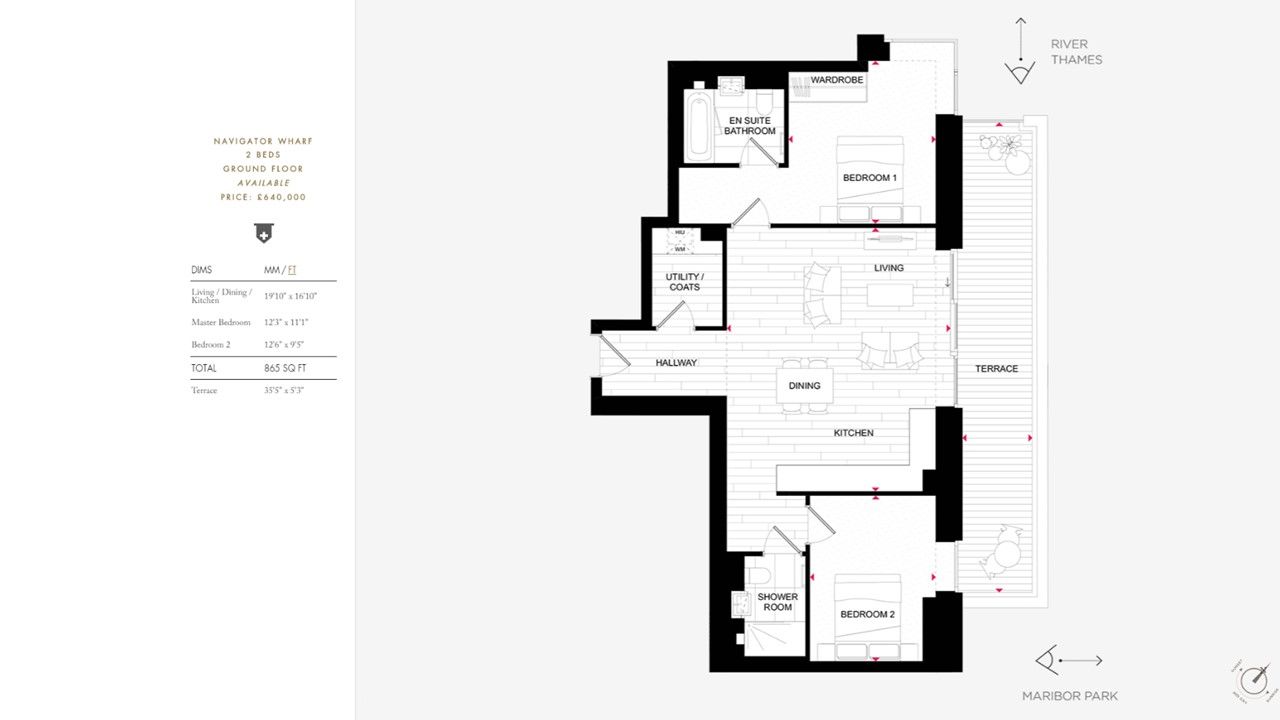 NAVIGATOR WHARF
2 BEDS
GROUND FLOOR
AVAILABLE
PRICE: £640,000
DIMS MM / FT
Living / Dining /
Kitchen 19'10" x 16'10"
Master Bedroom 12'3" x 11'1"
Bedroom 2 12'6" x 9'5"
TOTAL 865 SQ FT
Terrace 35'5" x 5'3"
RIVER
THAMES
WARDROBE
EN SUITE
BATHROOM
BEDROOM 1
HIU
WM
UTILITY /
COATS
LIVING
HALLWAY
DINING
TERRACE
KITCHEN
SHOWER
ROOM
BEDROOM 2
MARIBOR PARK